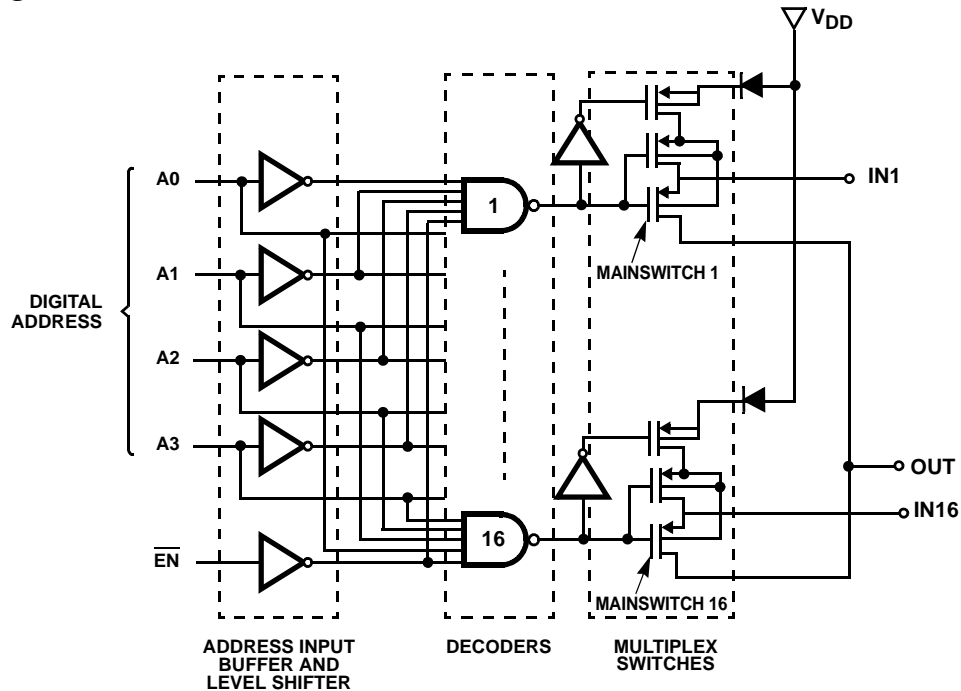 VDD
A0
1
IN1
A1
MAINSWITCH 1
DIGITAL
ADDRESS
A2
A3
OUT
IN16
EN
16
MAINSWITCH 16
ADDRESS INPUT
BUFFER AND
LEVEL SHIFTER
DECODERS
MULTIPLEX
SWITCHES